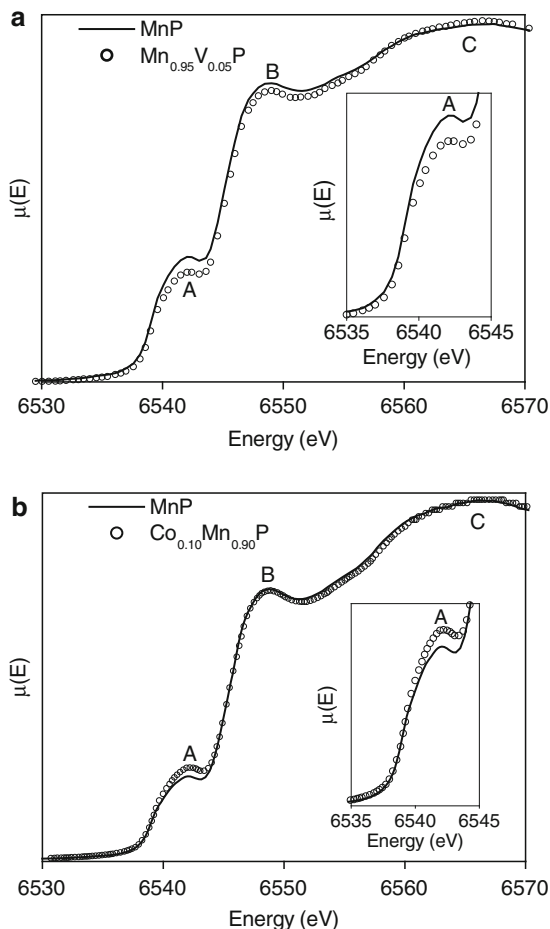 a
MnP
Mn0.95V0.05P
μ(E)
A
B
C
μ(E)
A
6535 6540 6545
Energy (eV)
6530 6540 6550 6560 6570
Energy (eV)
b
MnP
Co0.10Mn0.90P
μ(E)
A
B
C
μ(E)
A
6535 6540 6545
Energy (eV)
6530 6540 6550 6560 6570
Energy (eV)